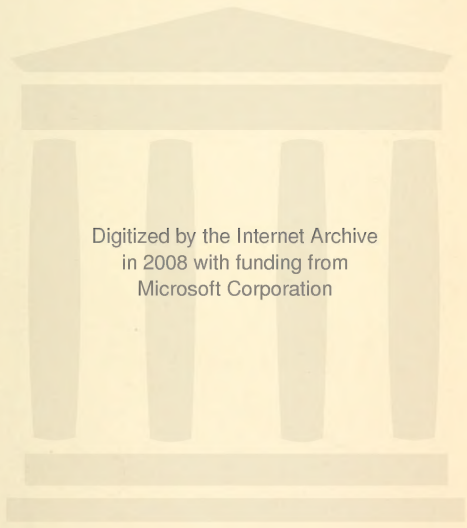 Digitized by the Internet Archive
in 2008 with funding from
Microsoft Corporation